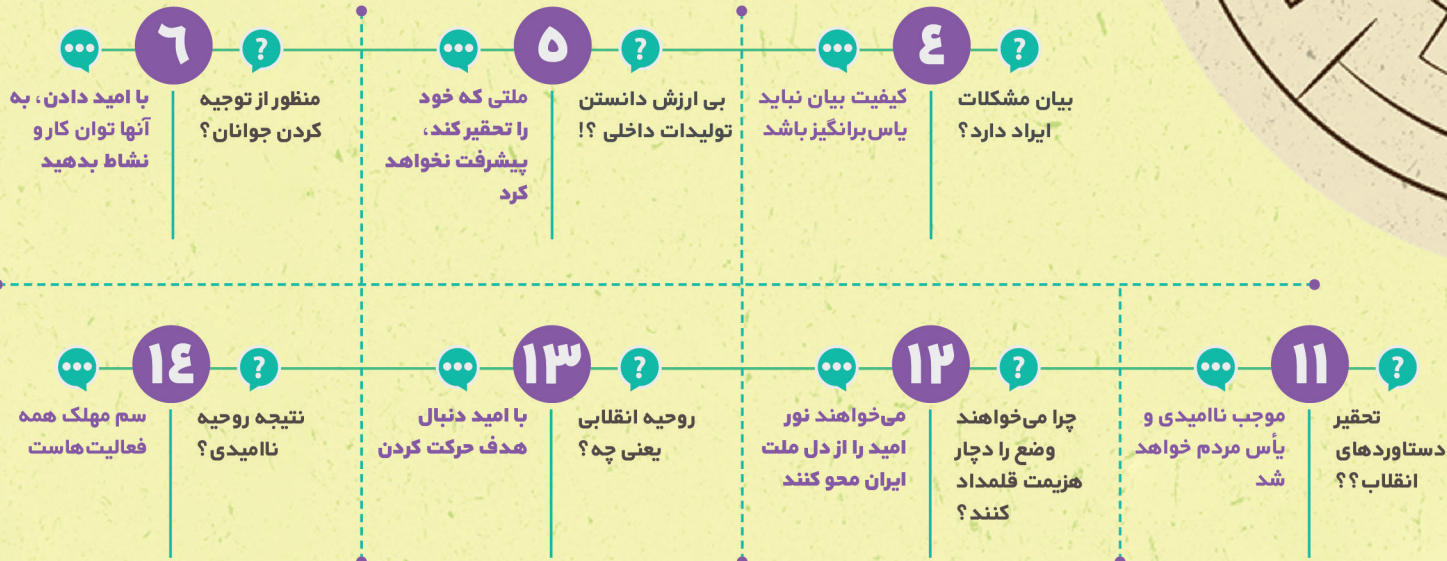 ?
٤
...
بیان مشکلات
ایراد دارد؟
کیفیت بیان نباید
یاس‌برانگیز باشد
?
۵
...
بی ارزش دانستن
تولیدات داخلی ؟!
ملتی که خود
را تحقیر کند،
پیشرفت نخواهد
کرد
?
٦
...
منظور از توجیه
کردن جوانان؟
با امید دادن، به
آنها توان کار و
نشاط بدهید
?
۱۱
...
تحقیر
دستاوردهای
انقلاب؟؟
موجب ناامیدی و
یأس مردم خواهد
شد
?
۱۲
...
چرا می‌خواهند
وضع را دچار
هزیمت قلمداد
کنند؟
می‌خواهند نور
امید را از دل ملت
ایران محو کنند
?
۱۳
...
روحیه انقلابی
یعنی چه؟
با امید دنبال
هدف حرکت کردن
?
۱٤
...
نتیجه روحیه
ناامیدی؟
سم مهلک همه
فعالیت‌هاست